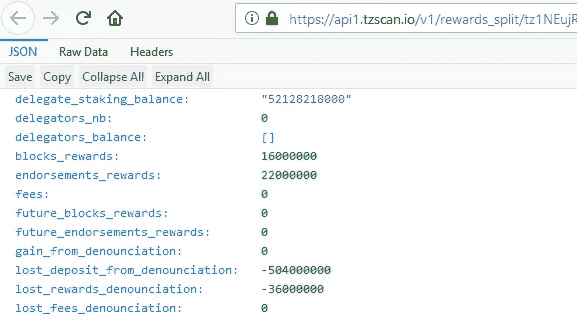 https://api1.tzscan.io/v1/rewards_split/tz1NEujR
JSON Raw Data Headers
Save Copy Collapse All Expand All
delegate_staking_balance: "52128218000"
delegators_nb: 0
delegators_balance: []
blocks_rewards: 16000000
endorsements_rewards: 22000000
fees: 0
future_blocks_rewards: 0
future_endorsements_rewards: 0
gain_from_denounciation: 0
lost_deposit_from_denounciation: -504000000
lost_rewards_denounciation: -36000000
lost_fees_denounciation: 0